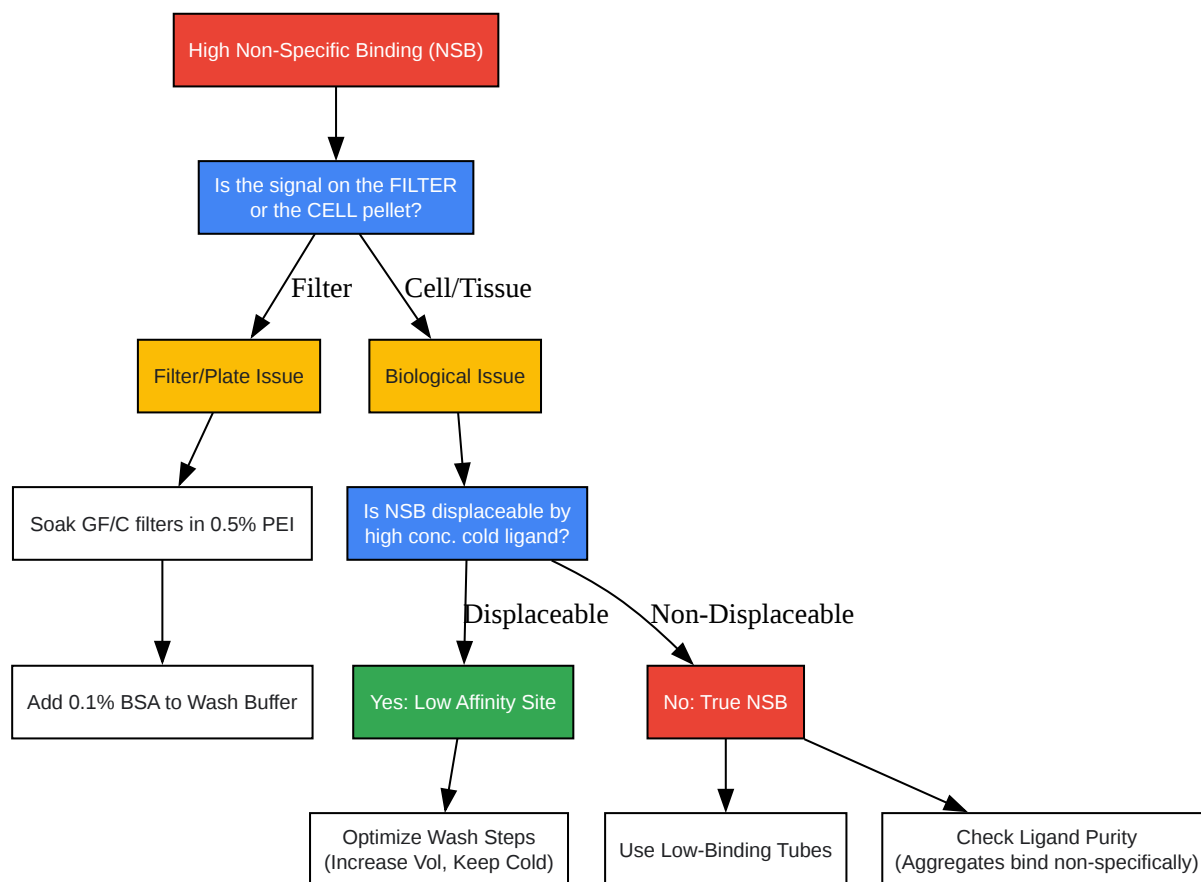 High Non-Specific Binding (NSB)
Is the signal on the FILTER
or the CELL pellet?
Filter
Cell/Tissue
Filter/Plate Issue
Biological Issue
Soak GF/C filters in 0.5% PEI
Is NSB displaceable by
high conc. cold ligand?
Displaceable
Non-Displaceable
Add 0.1% BSA to Wash Buffer
Yes: Low Affinity Site
No: True NSB
Optimize Wash Steps
(Increase Vol, Keep Cold)
Use Low-Binding Tubes
Check Ligand Purity
(Aggregates bind non-specifically)